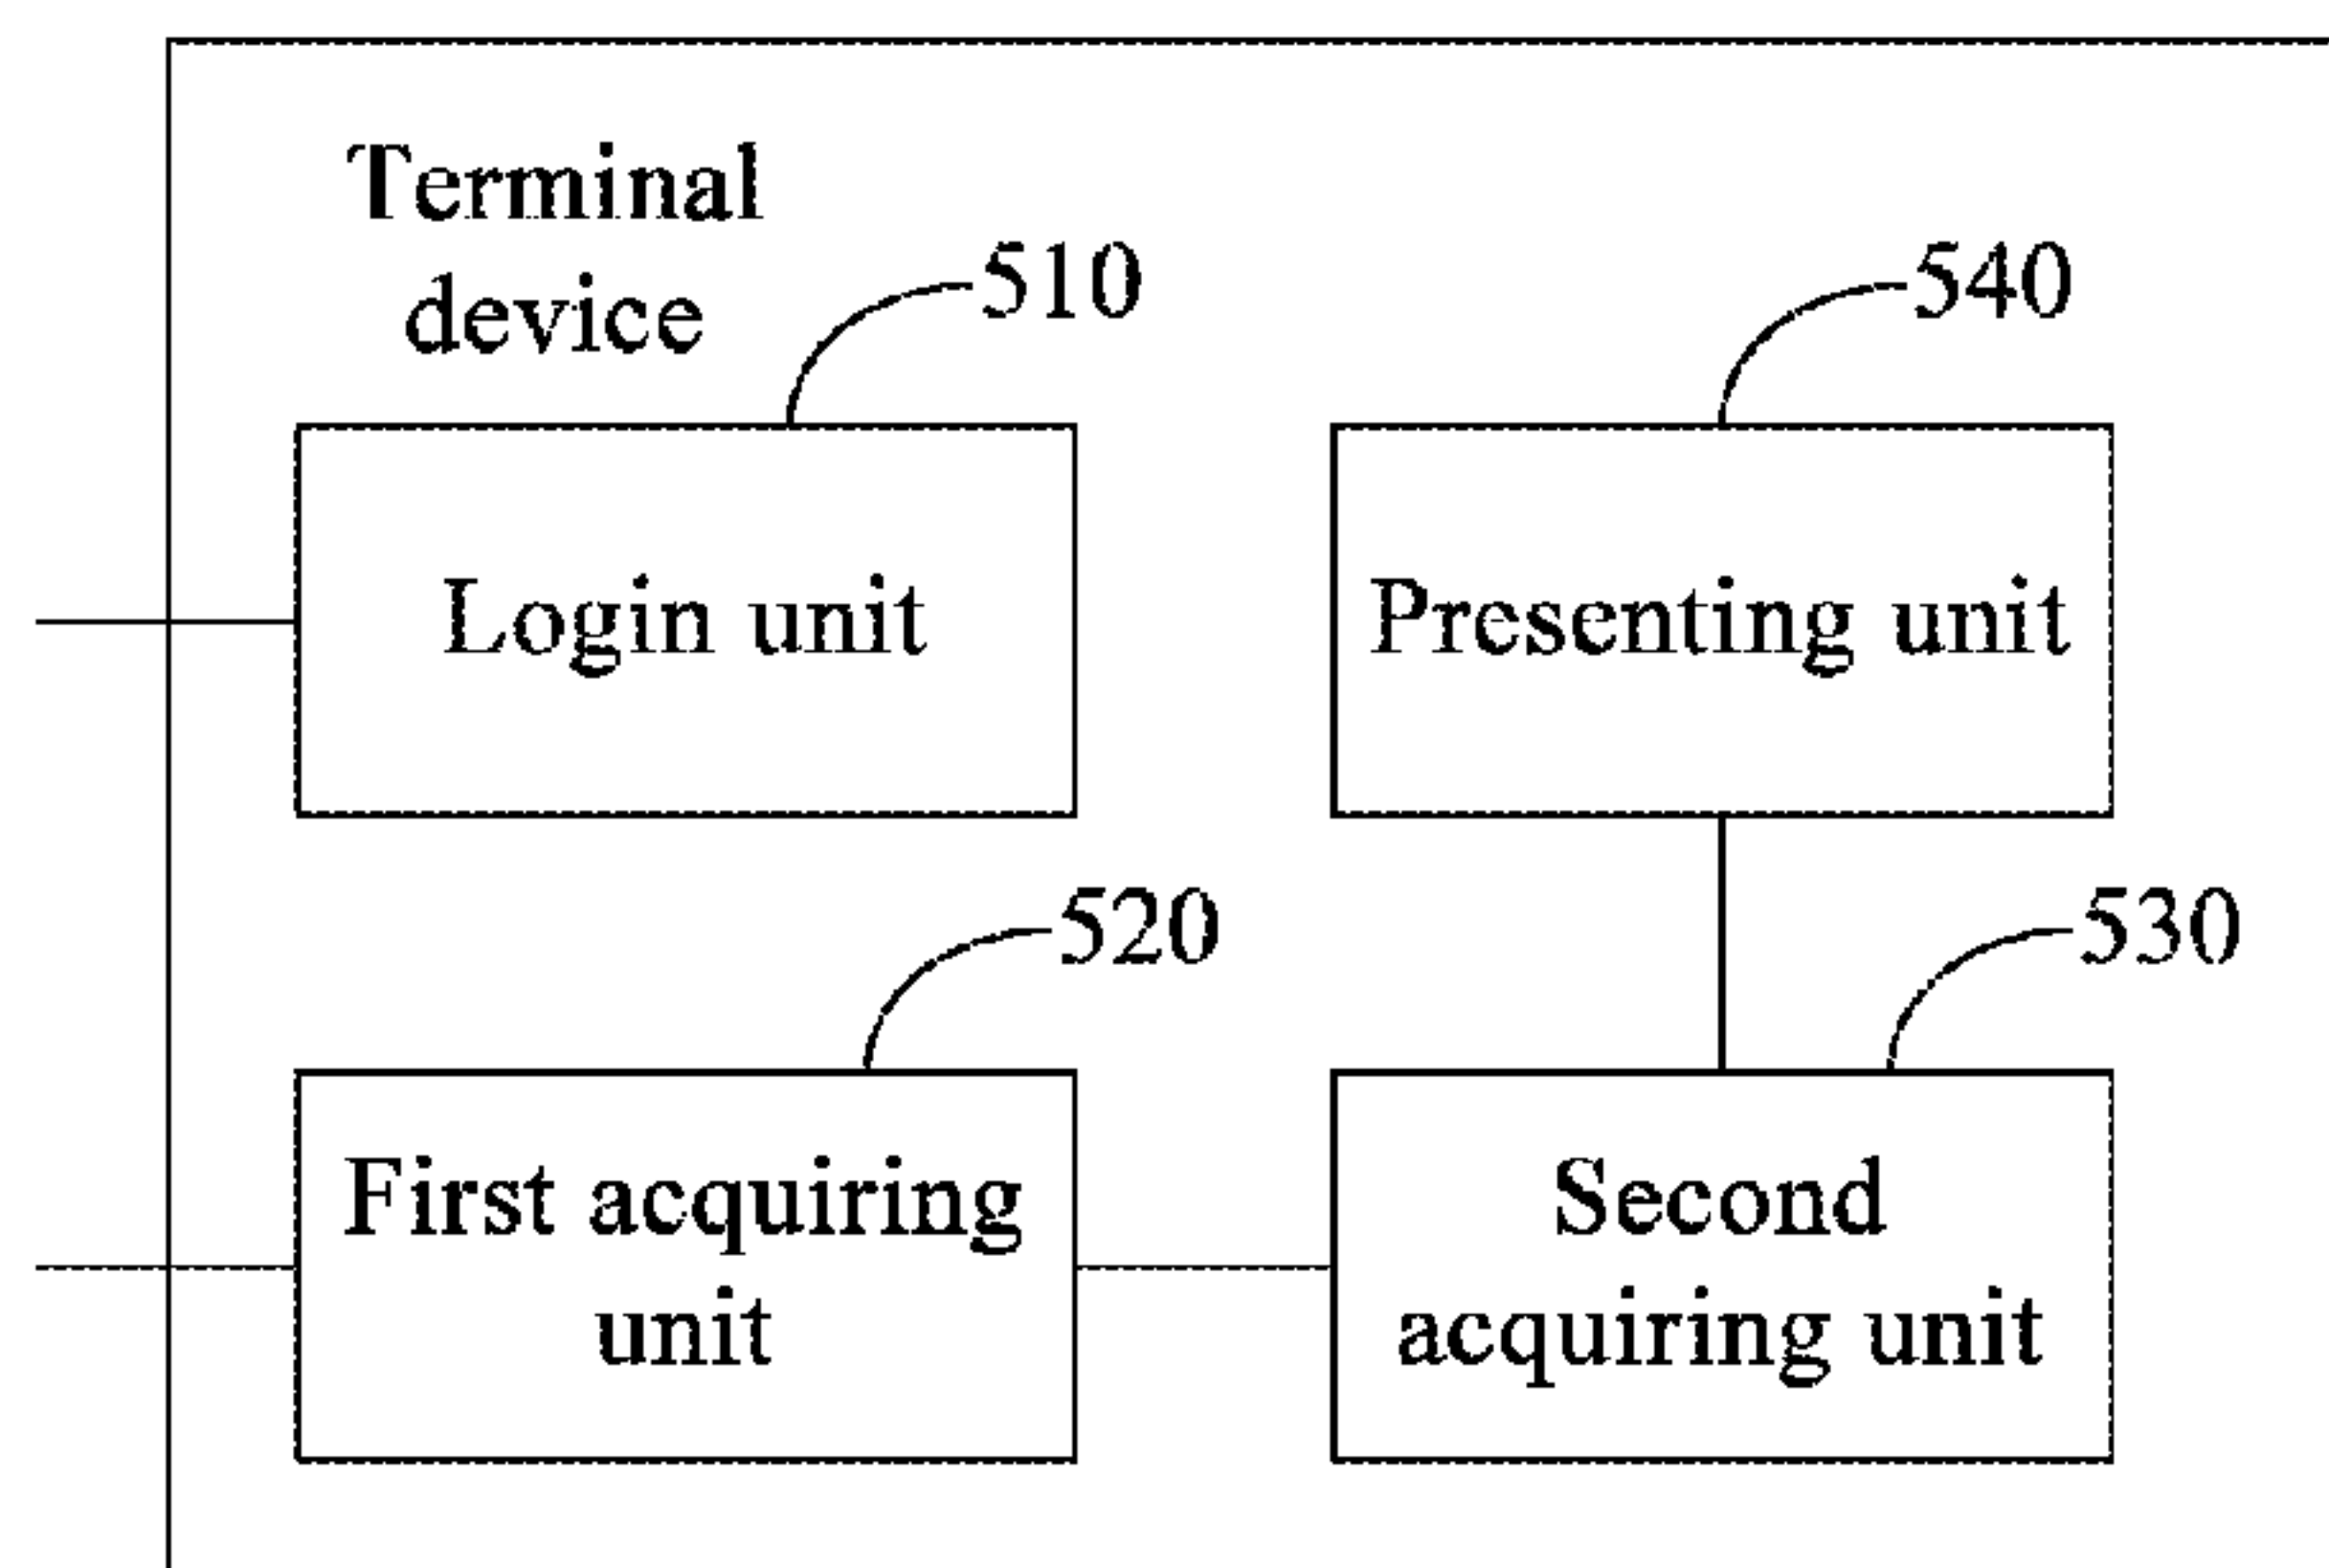 Terminal
device
510
540
Login unit
Presenting unit
520
530
First acquiring
unit
Second
acquiring unit